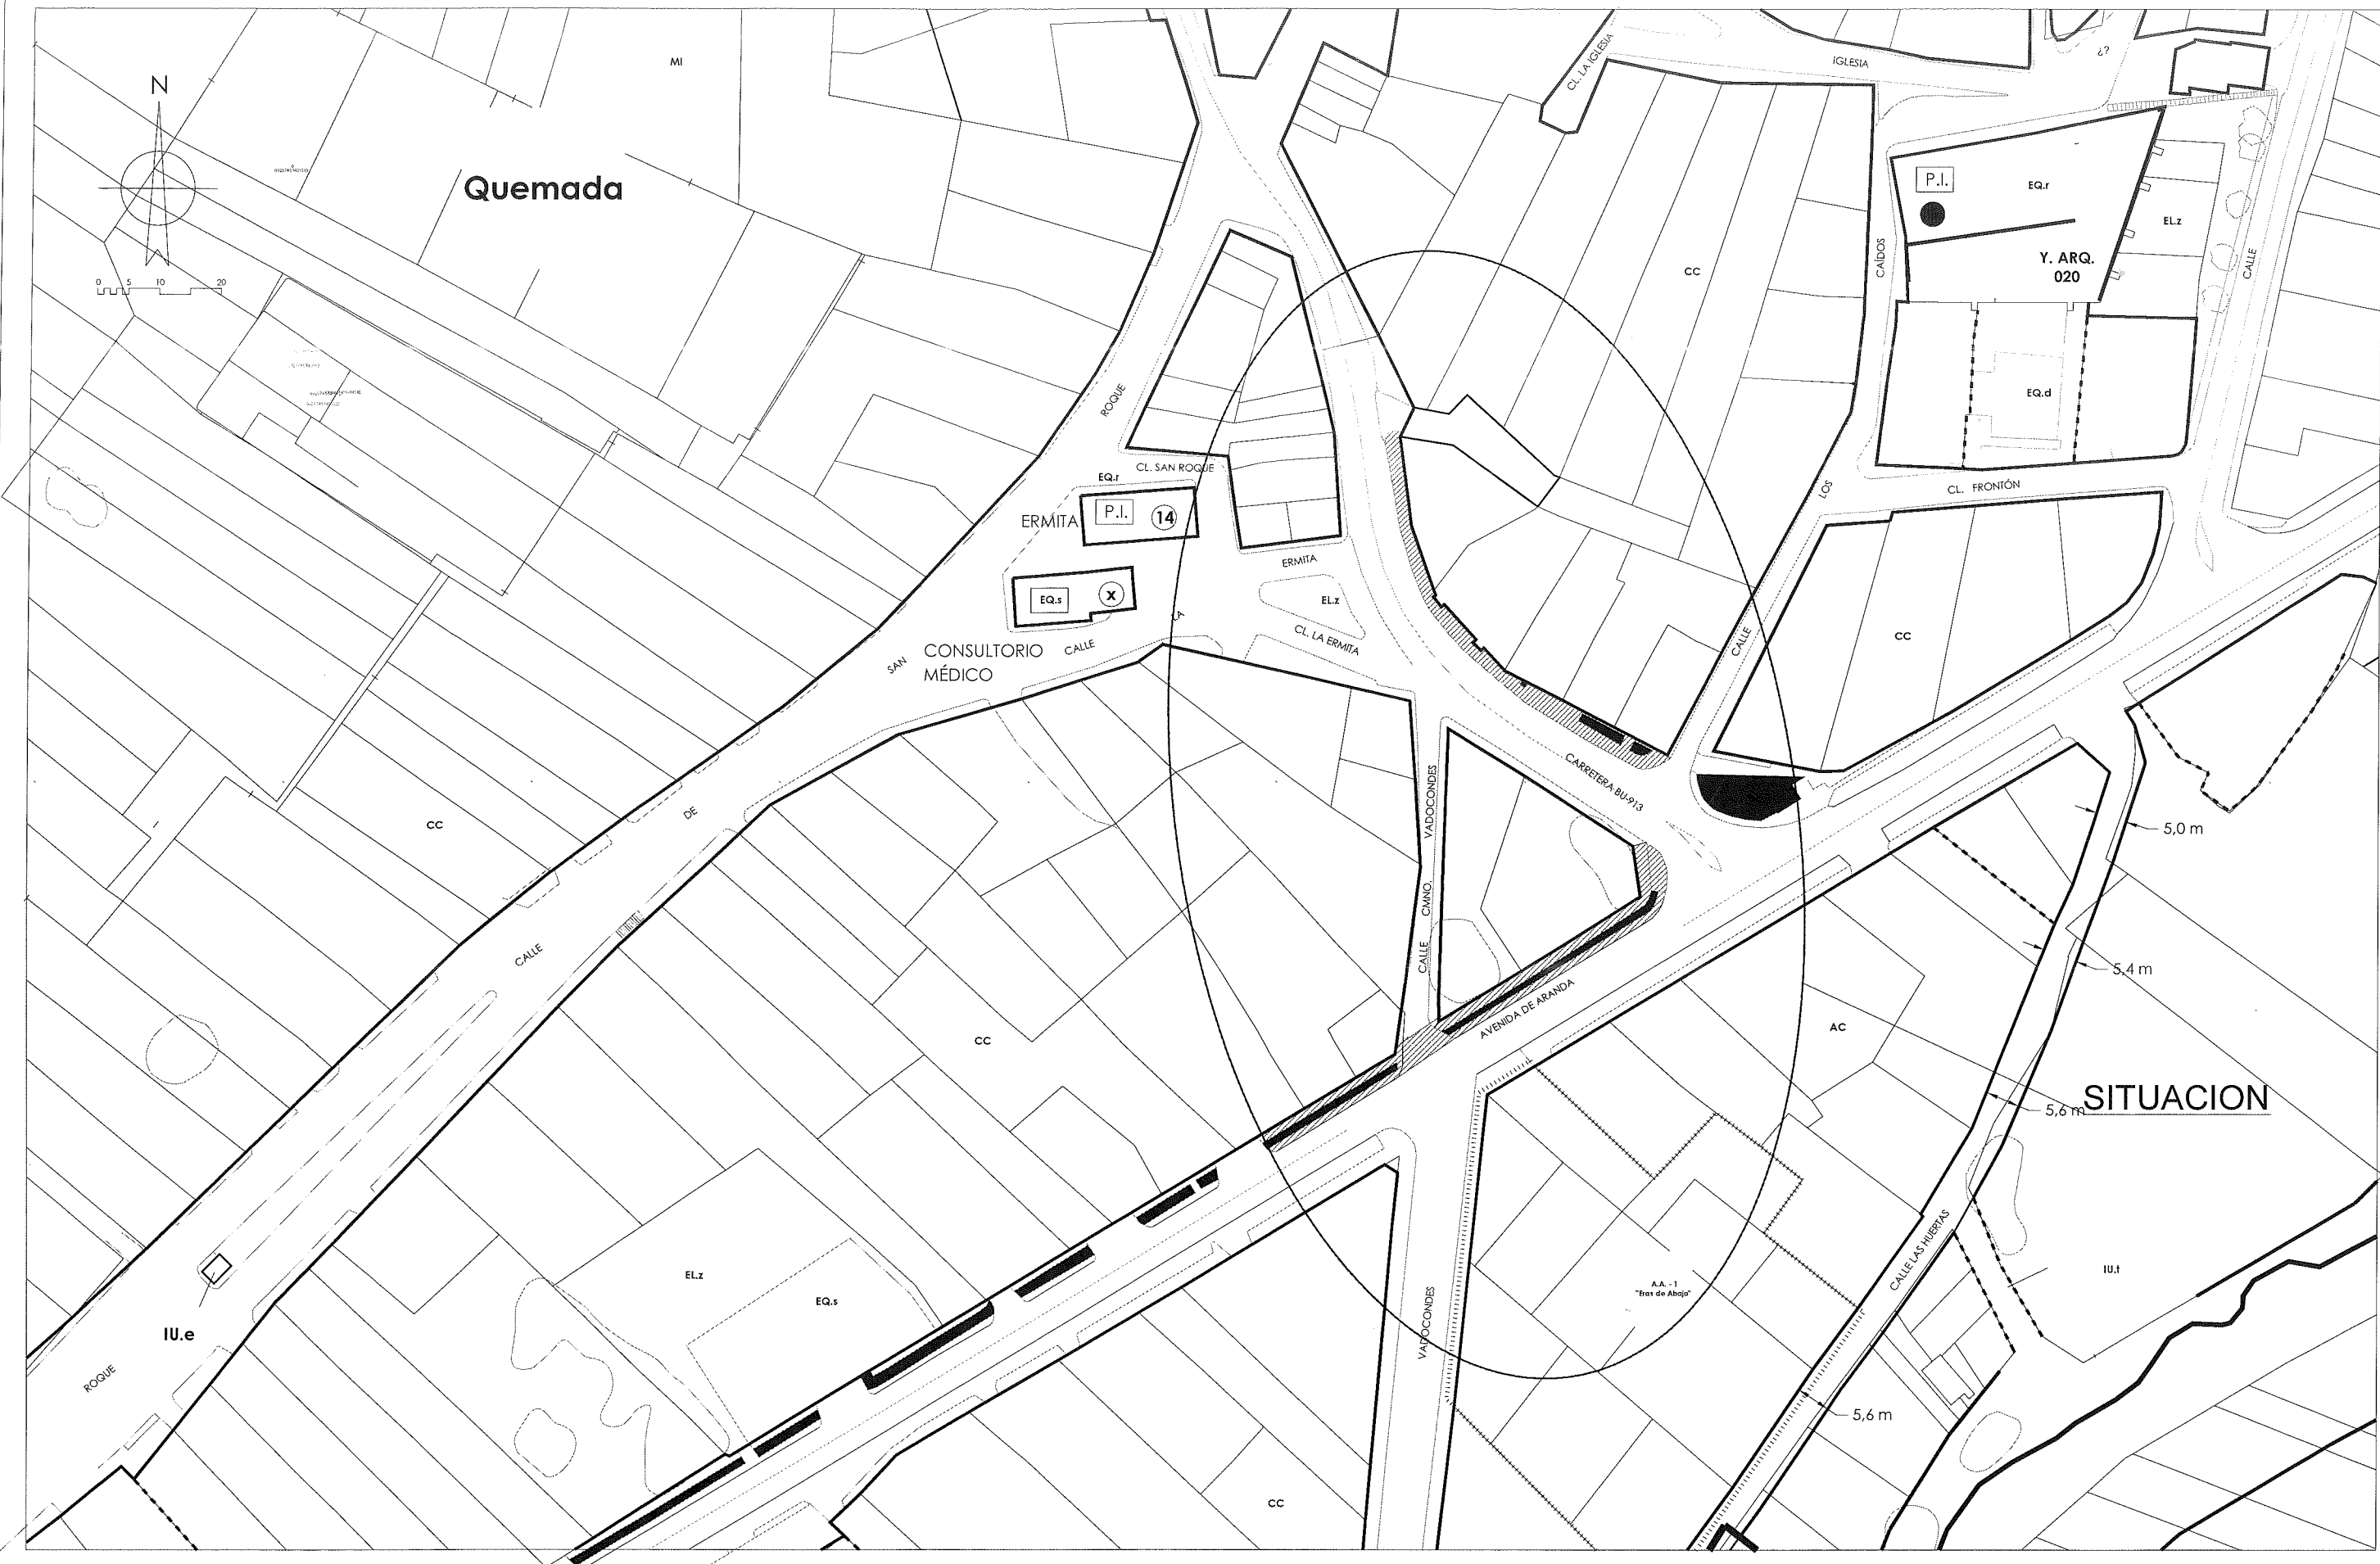 MI
CL. LA IGLESIA
IGLESIA
¿?
N
Quemada
P.I.
EQ.r
EL.z
Y. ARQ.
020
CAÍDOS
CALLE
CC
0 5 10 20
EQ.d
ROQUE
CL. SAN ROQUE
EQ.r
ERMITA
P.I.
14
LOS
CL. FRONTÓN
ERMITA
EQ.s
X
EL.z
LA
CL. LA ERMITA
CALLE
CONSULTORIO
MÉDICO
SAN
CALLE
CC
CARRETERA BU-913
VADOCONDES
CMNO.
CALLE
DE
CC
5,0 m
CALLE
5,4 m
AVENIDA DE ARANDA
CC
AC
SITUACION
5,6 m
CALLE LAS HUERTAS
EL.z
EQ.s
A.A. - 1
"Eras de Abajo"
IU.f
IU.e
ROQUE
VADOCONDES
5,6 m
CC